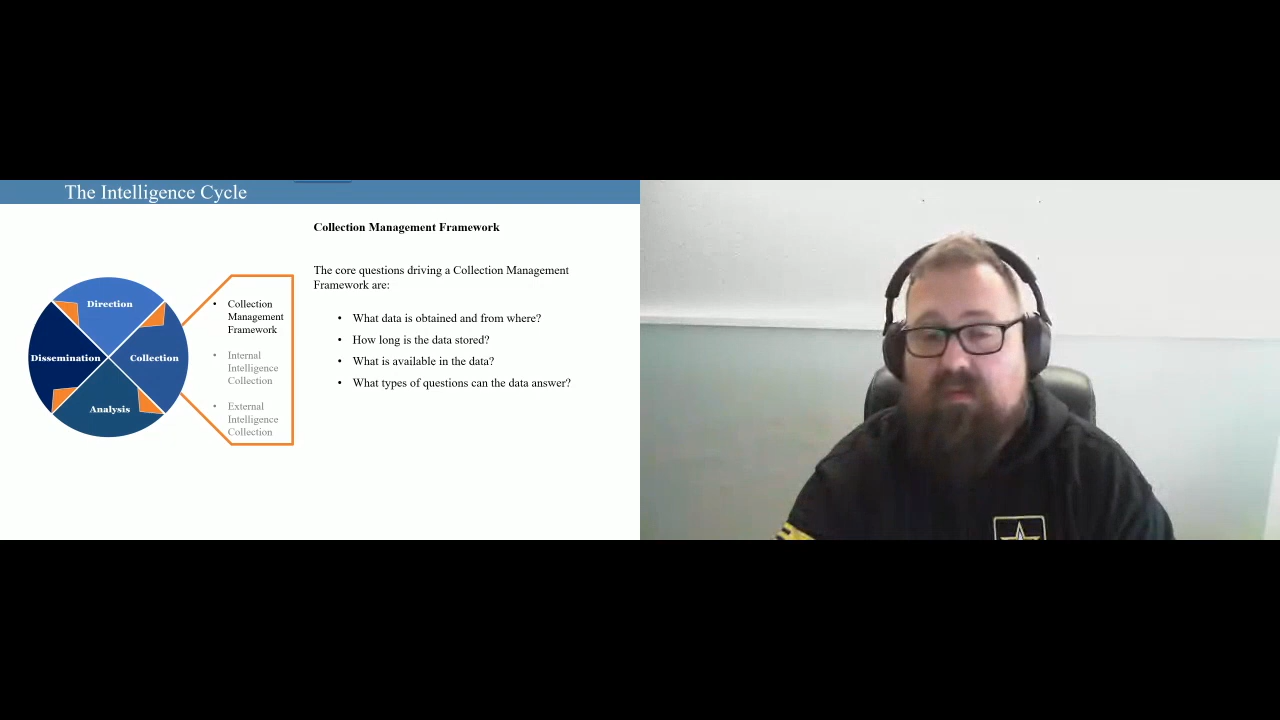 The Intelligence Cycle
Collection Management Framework
The core questions driving a Collection Management
Framework are:
• What data is obtained and from where?
• How long is the data stored?
• What is available in the data?
• What types of questions can the data answer?
Direction
Dissemination
Collection
Analysis
• Collection
Management
Framework
• Internal
Intelligence
Collection
• External
Intelligence
Collection